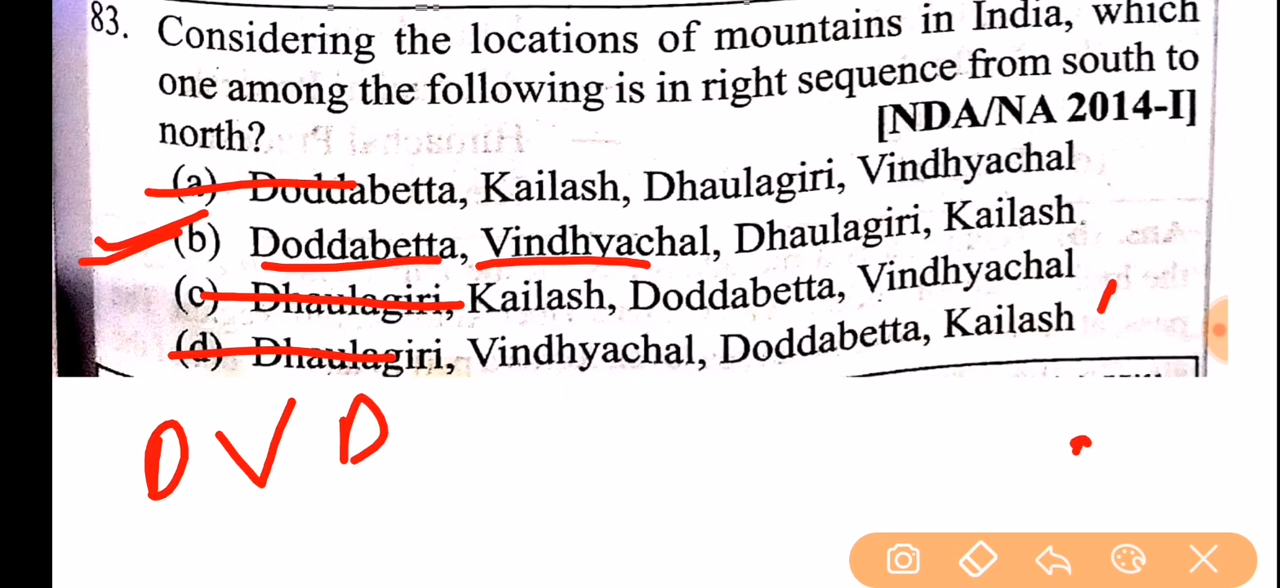 83. Considering the locations of mountains in India, which
one among the following is in right sequence from south to
north?
[NDA/NA 2014-I]
(a) Doddabetta, Kailash, Dhaulagiri, Vindhyachal
(b) Doddabetta, Vindhyachal, Dhaulagiri, Kailash
(c) Dhaulagiri, Kailash, Doddabetta, Vindhyachal
(d) Dhaulagiri, Vindhyachal, Doddabetta, Kailash
D V D